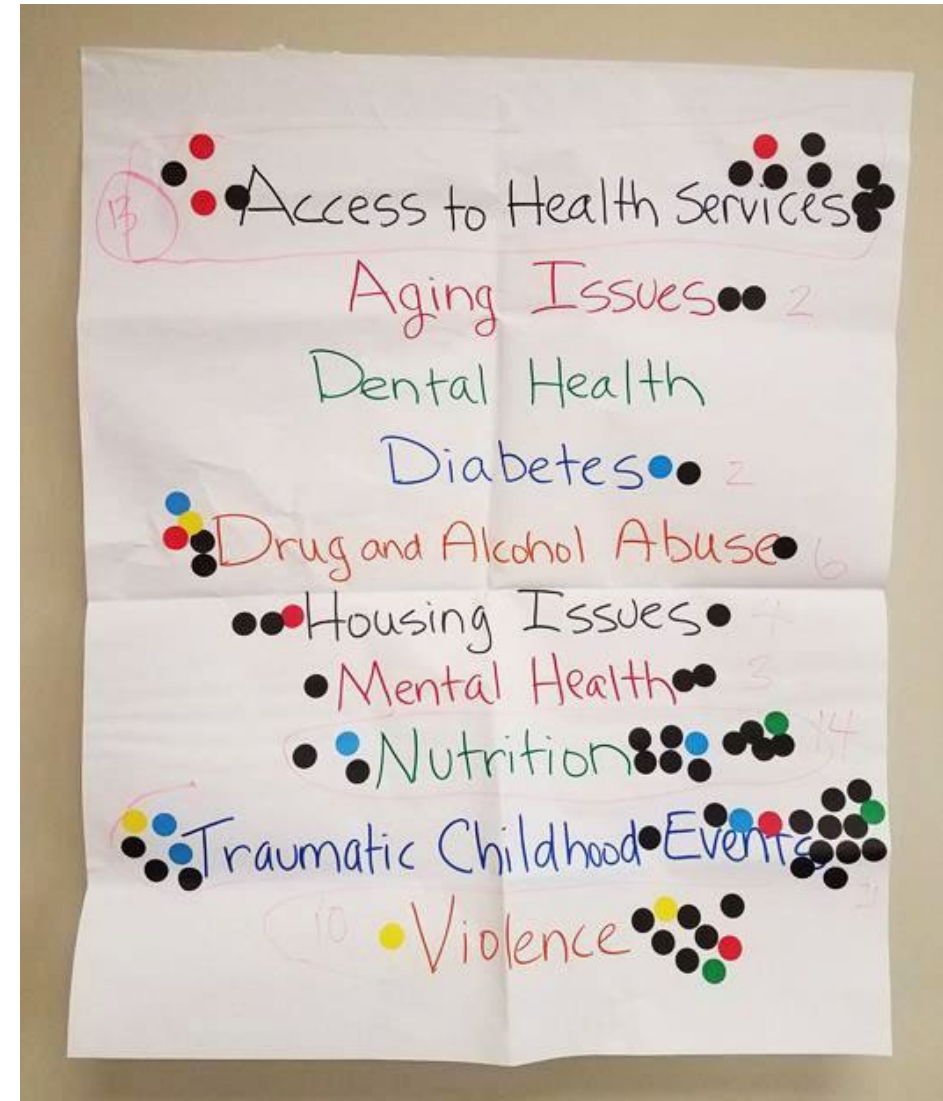 13 Access to Health Services
Aging Issues 2
Dental Health
Diabetes 2
Drug and Alcohol Abuse 6
Housing Issues 4
Mental Health 3
Nutrition 14
Traumatic Childhood Events
10 Violence